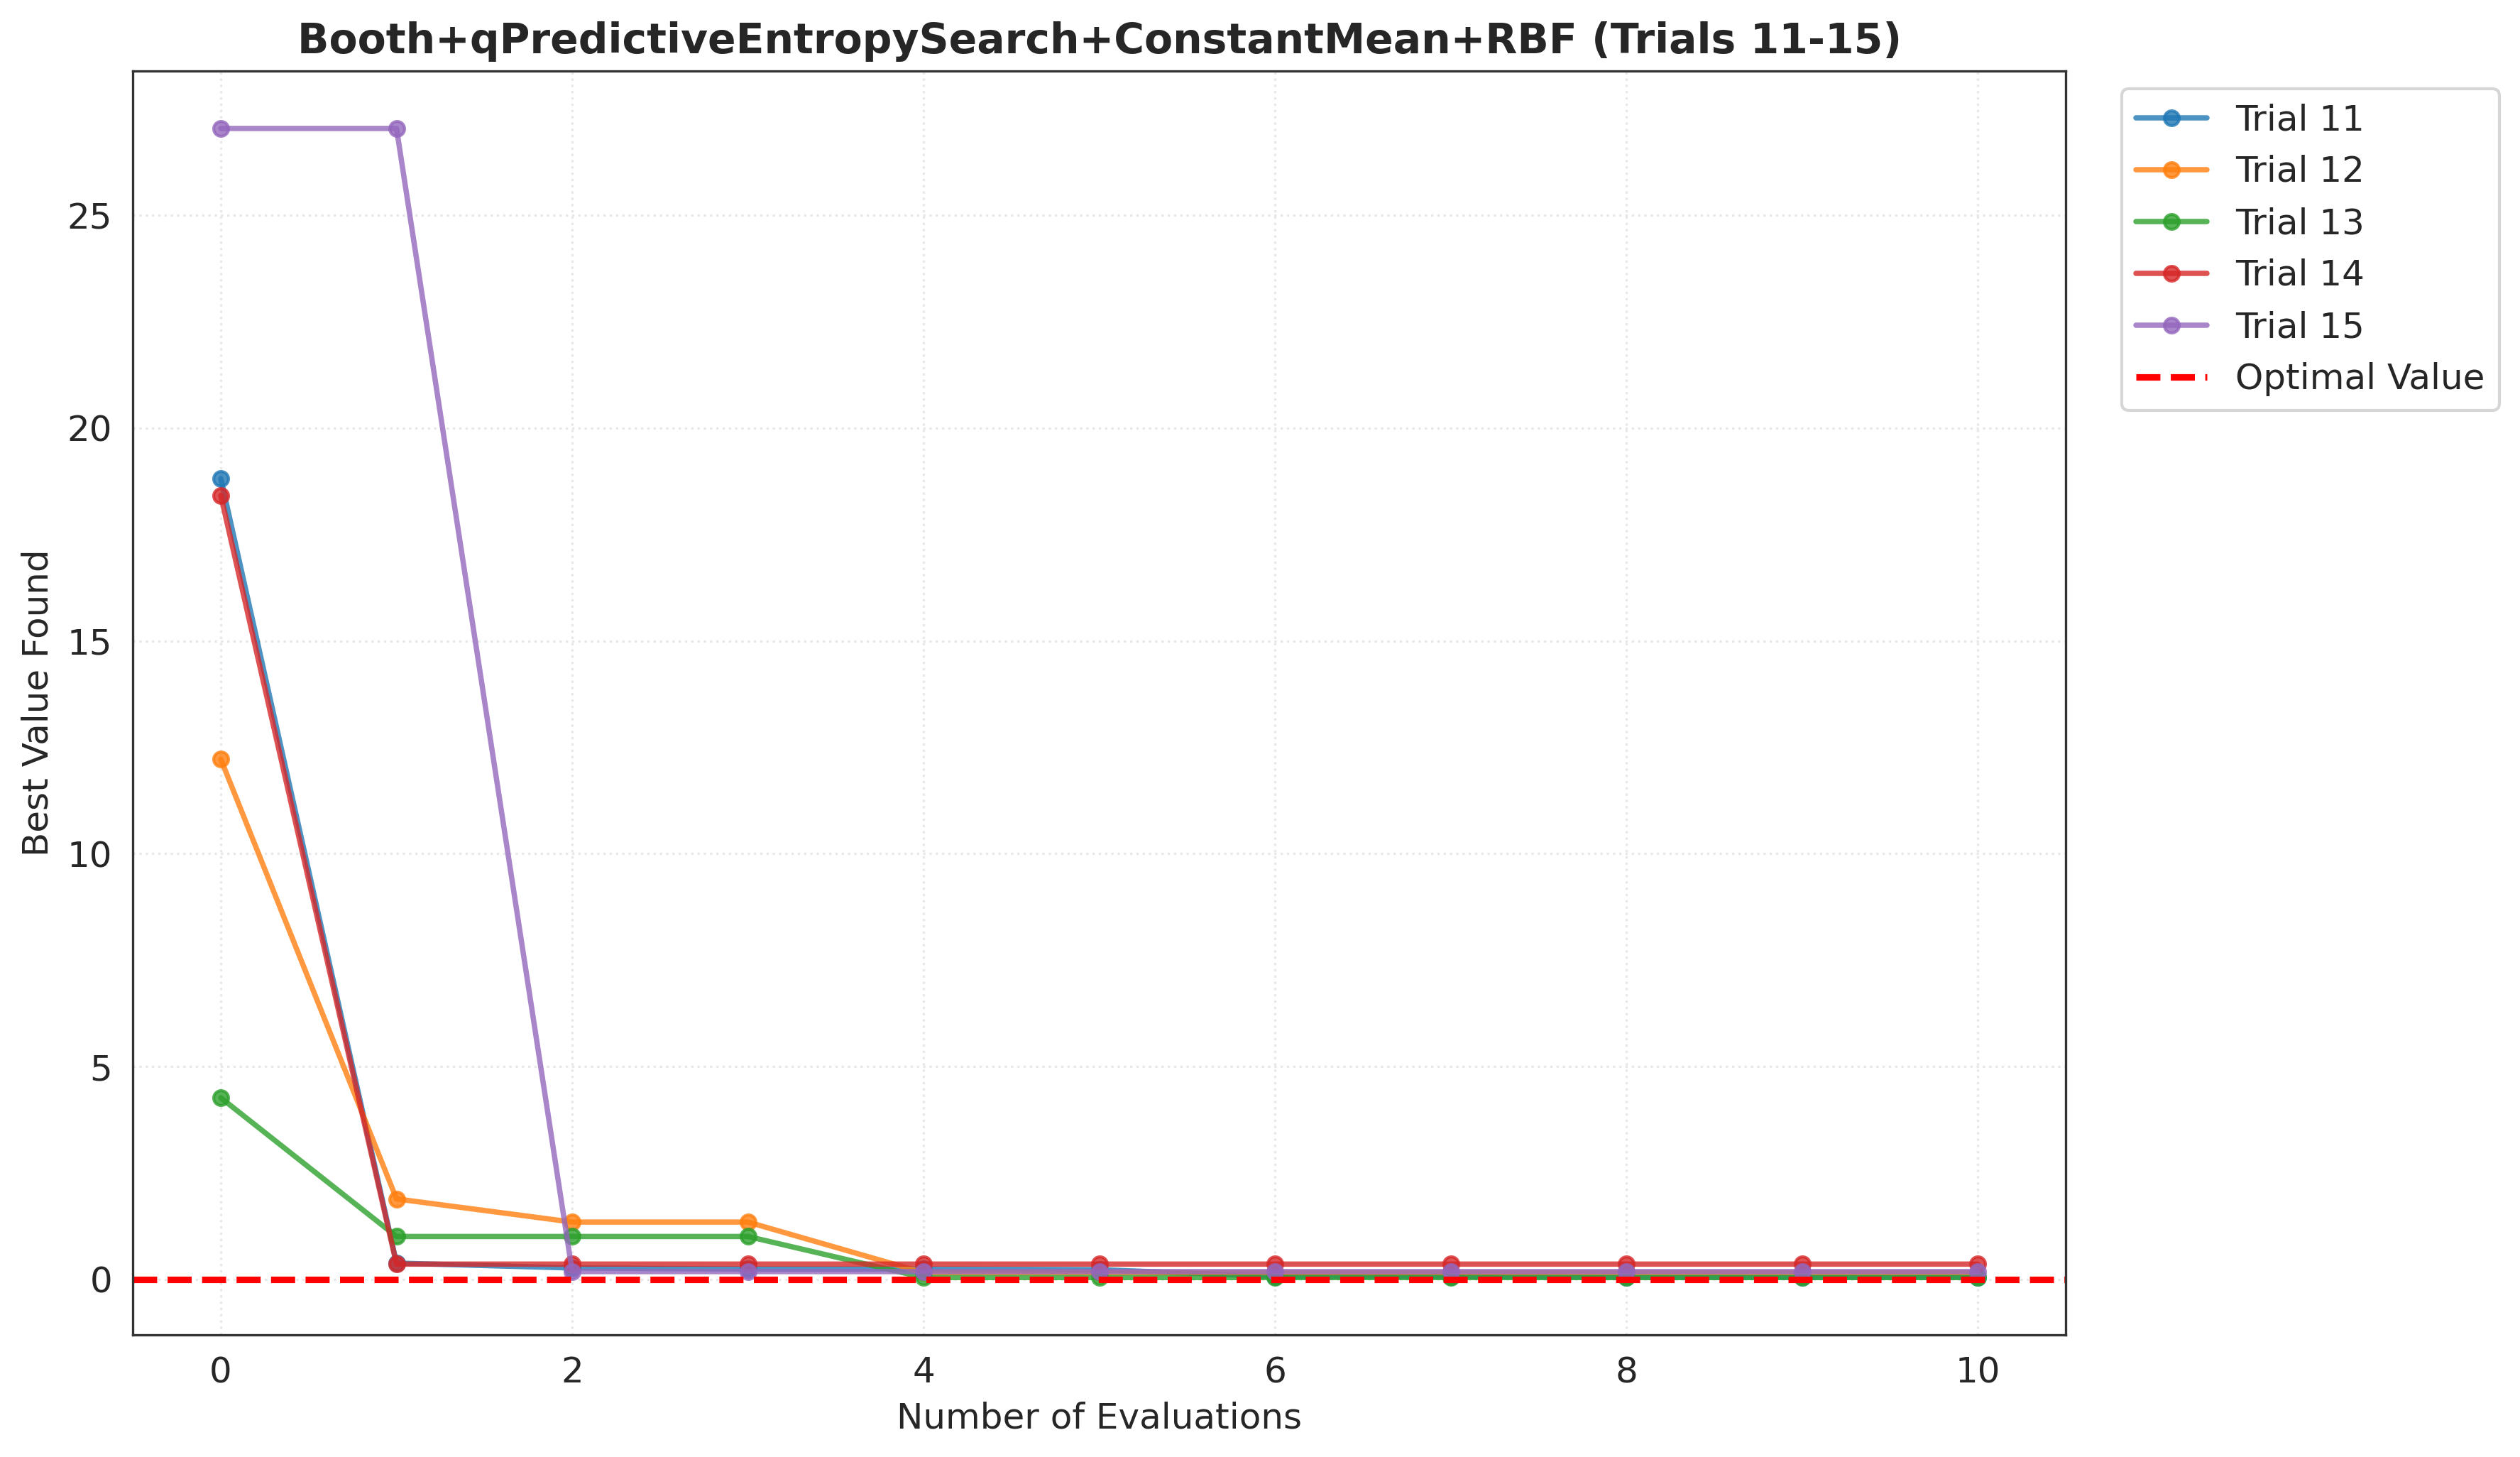 Booth+qPredictiveEntropySearch+ConstantMean+RBF (Trials 11-15)
Trial 11
Trial 12
Trial 13
Trial 14
Trial 15
Optimal Value
Best Value Found
25
20
15
10
5
0
0 2 4 6 8 10
Number of Evaluations